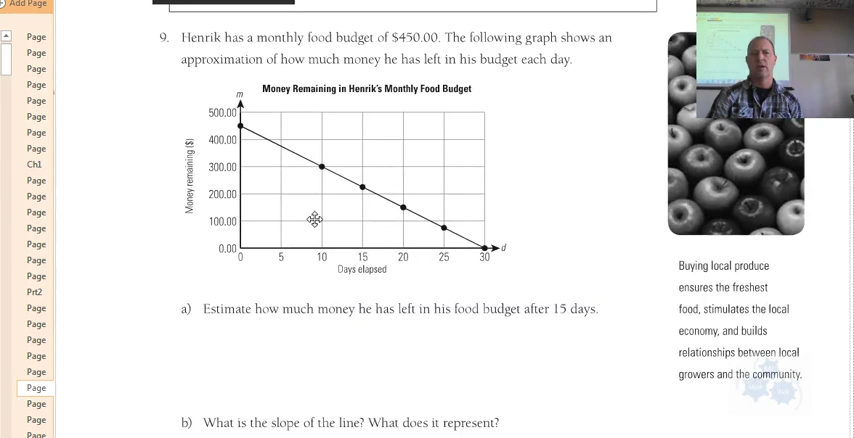 Add Page
Page
Page
Page
Page
Page
Page
Page
Page
Ch1
Page
Page
Page
Page
Page
Page
Page
Prt2
Page
Page
Page
Page
Page
Page
Page
Page
9. Henrik has a monthly food budget of $450.00. The following graph shows an
approximation of how much money he has left in his budget each day.
Money Remaining in Henrik's Monthly Food Budget
m
Money remaining ($)
500.00
400.00
300.00
200.00
100.00
0.00
0 5 10 15 20 25 30
d
Days elapsed
a) Estimate how much money he has left in his food budget after 15 days.
b) What is the slope of the line? What does it represent?
Buying local produce
ensures the freshest
food, stimulates the local
economy, and builds
relationships between local
growers and the community.